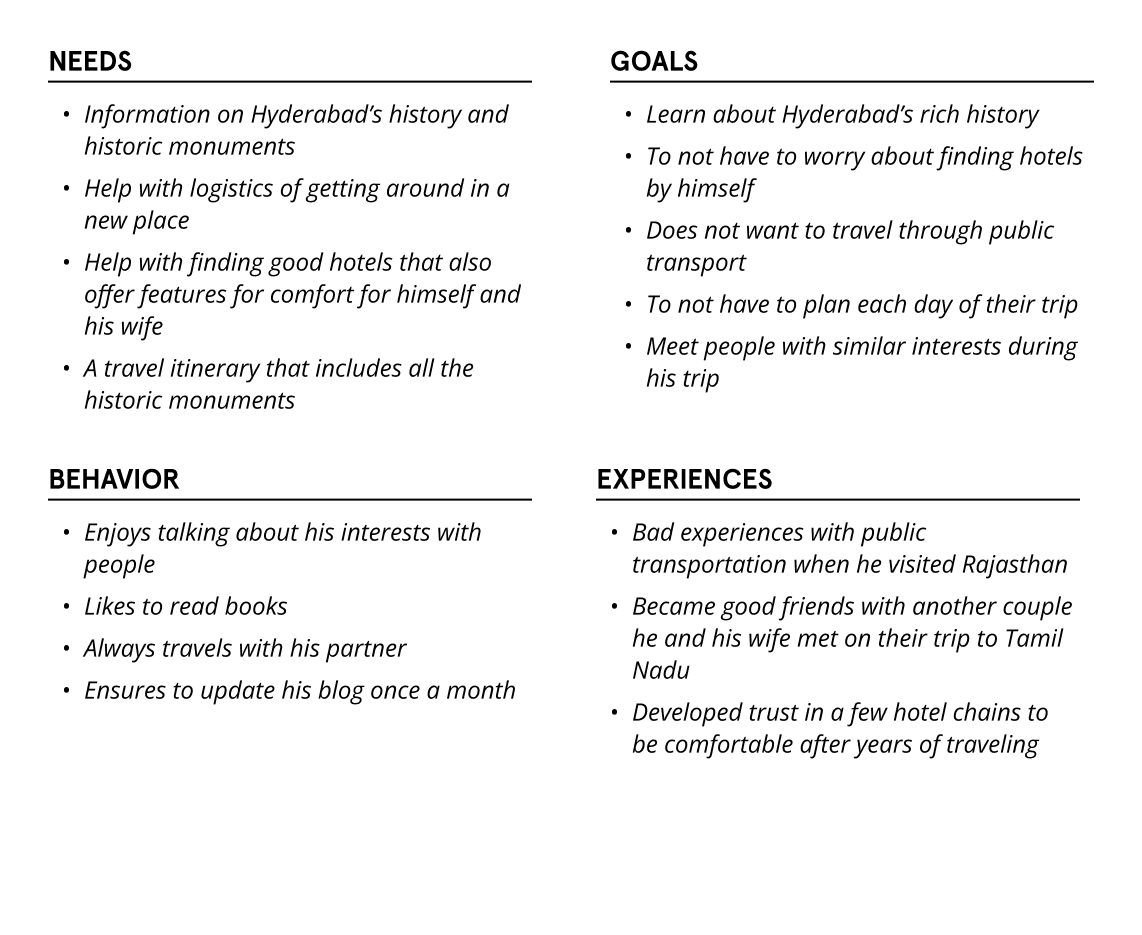 NEEDS
• Information on Hyderabad’s history and
historic monuments
• Help with logistics of getting around in a
new place
• Help with finding good hotels that also
offer features for comfort for himself and
his wife
• A travel itinerary that includes all the
historic monuments
GOALS
• Learn about Hyderabad’s rich history
• To not have to worry about finding hotels
by himself
• Does not want to travel through public
transport
• To not have to plan each day of their trip
• Meet people with similar interests during
his trip
BEHAVIOR
• Enjoys talking about his interests with
people
• Likes to read books
• Always travels with his partner
• Ensures to update his blog once a month
EXPERIENCES
• Bad experiences with public
transportation when he visited Rajasthan
• Became good friends with another couple
he and his wife met on their trip to Tamil
Nadu
• Developed trust in a few hotel chains to
be comfortable after years of traveling